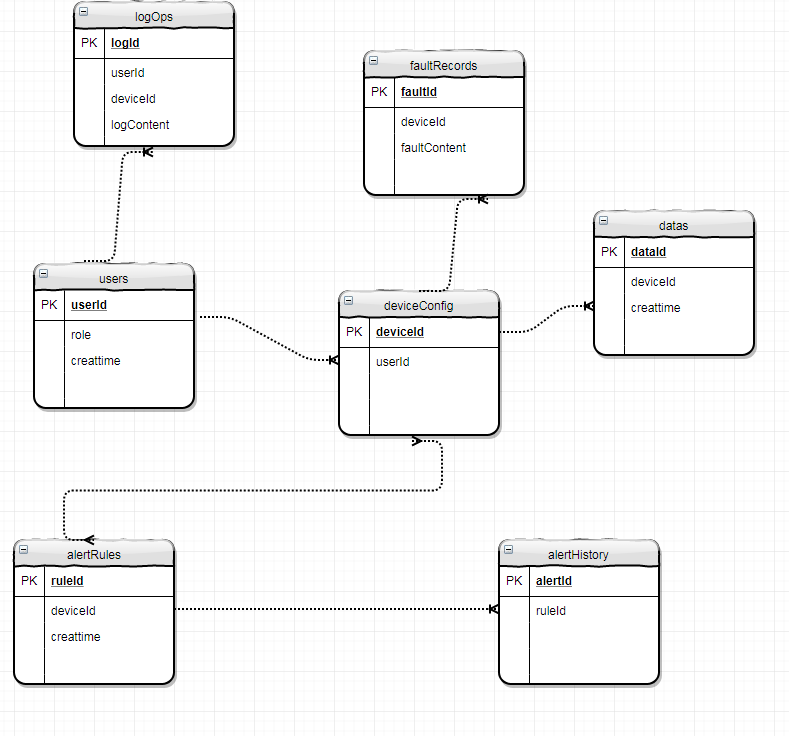 logOps
PK logId
userId
deviceId
logContent
faultRecords
PK faultId
deviceId
faultContent
datas
PK dataId
deviceId
creattime
users
PK userId
role
creattime
deviceConfig
PK deviceId
userId
alertRules
PK ruleId
deviceId
creattime
alertHistory
PK alertId
ruleId